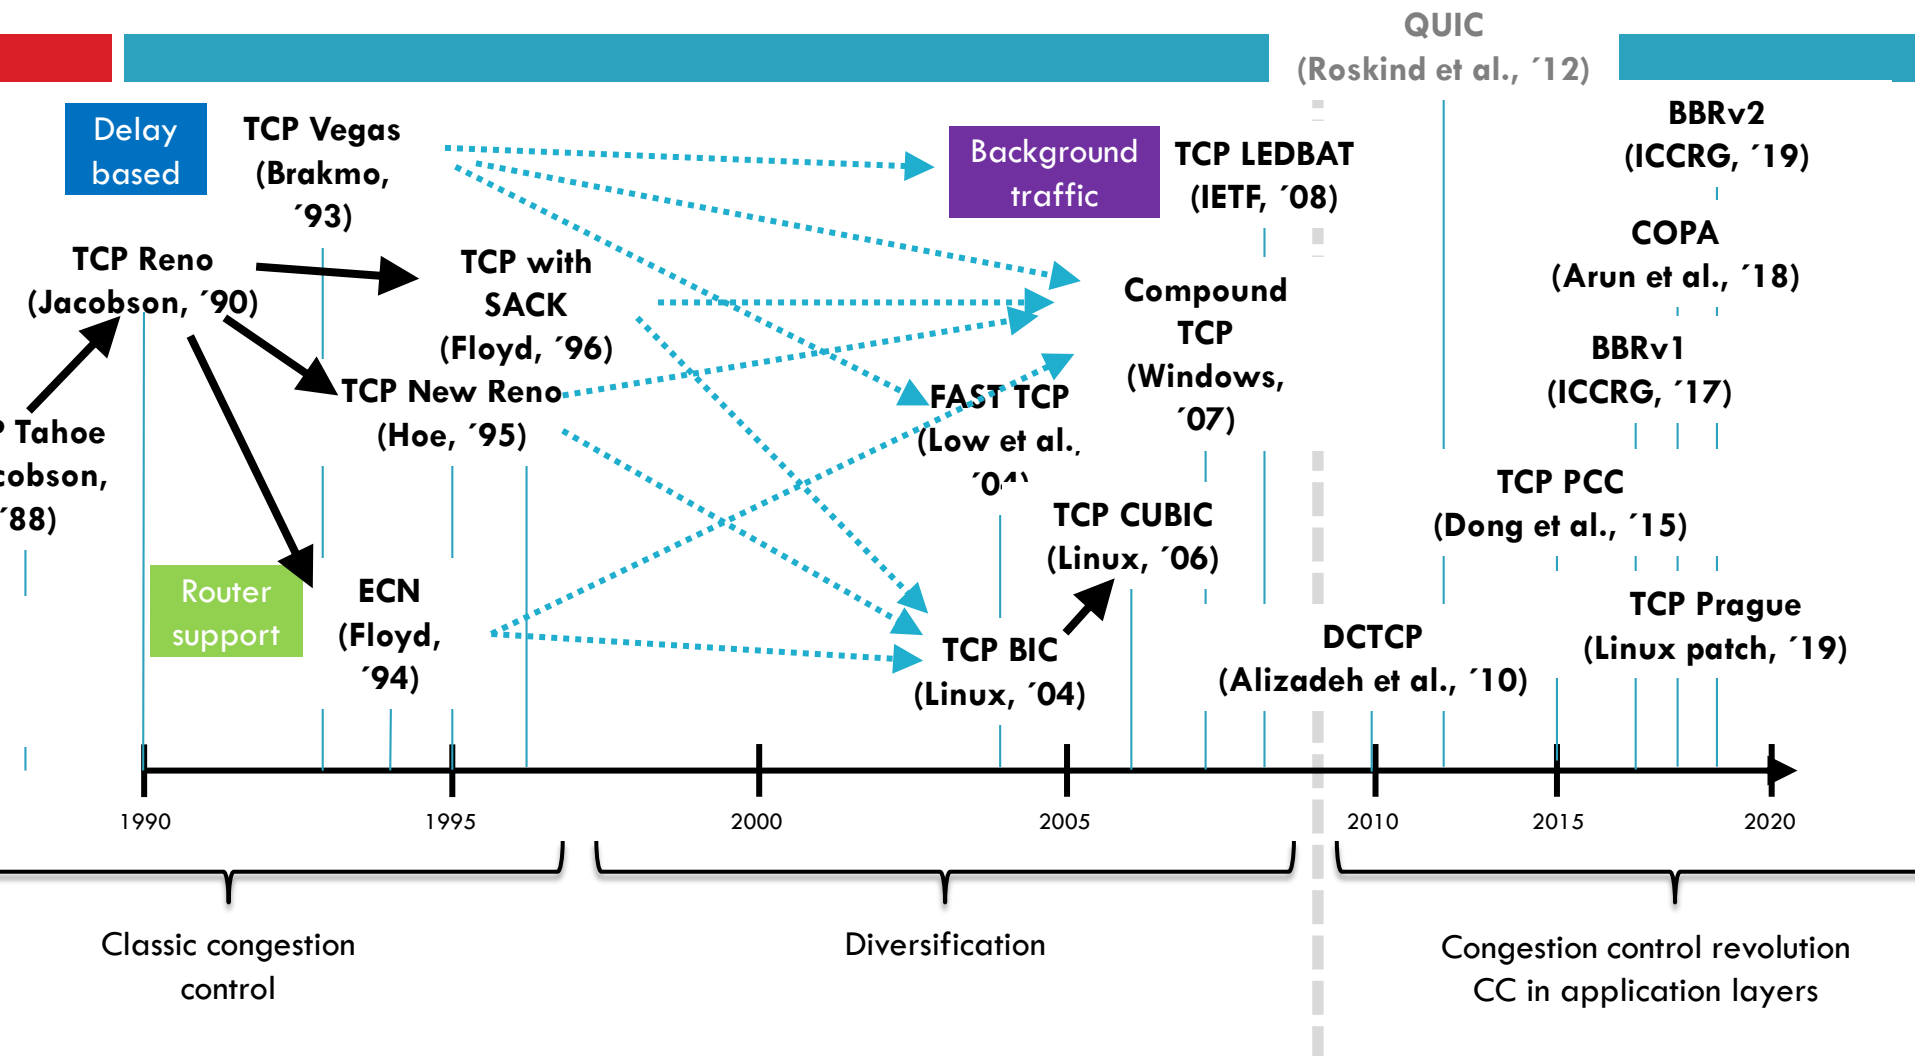 QUIC
(Roskind et al., ´12)
Delay
based
TCP Vegas
(Brakmo,
´93)
Background
traffic
TCP LEDBAT
(IETF, ´08)
BBRv2
(ICCRG, ´19)
TCP Reno
(Jacobson, ´90)
TCP with
SACK
(Floyd, ´96)
Compound
TCP
(Windows,
´07)
COPA
(Arun et al., ´18)
BBRv1
(ICCRG, ´17)
TCP New Reno
(Hoe, ´95)
FAST TCP
(Low et al.,
´04)
P Tahoe
cobson,
´88)
TCP CUBIC
(Linux, ´06)
TCP PCC
(Dong et al., ´15)
Router
support
ECN
(Floyd,
´94)
TCP BIC
(Linux, ´04)
DCTCP
(Alizadeh et al., ´10)
TCP Prague
(Linux patch, ´19)
1990
1995
2000
2005
2010
2015
2020
Classic congestion
control
Diversification
Congestion control revolution
CC in application layers